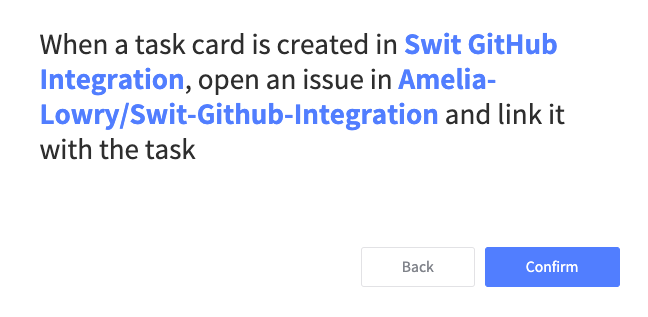 When a task card is created in Swit GitHub
Integration, open an issue in Amelia-
Lowry/Swit-Github-Integration and link it
with the task
Back
Confirm